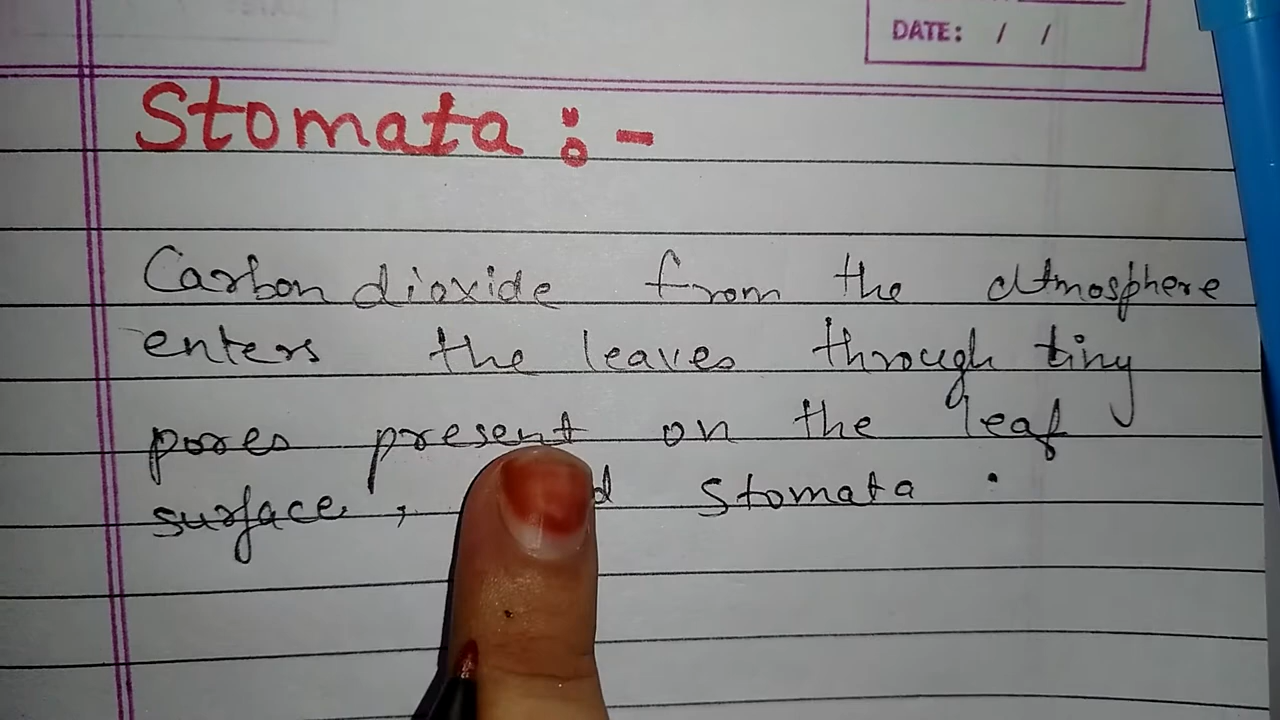 DATE: / /
Stomata :-
Carbon dioxide from the atmosphere
enters the leaves through tiny
pores present on the leaf
surface, stomata .